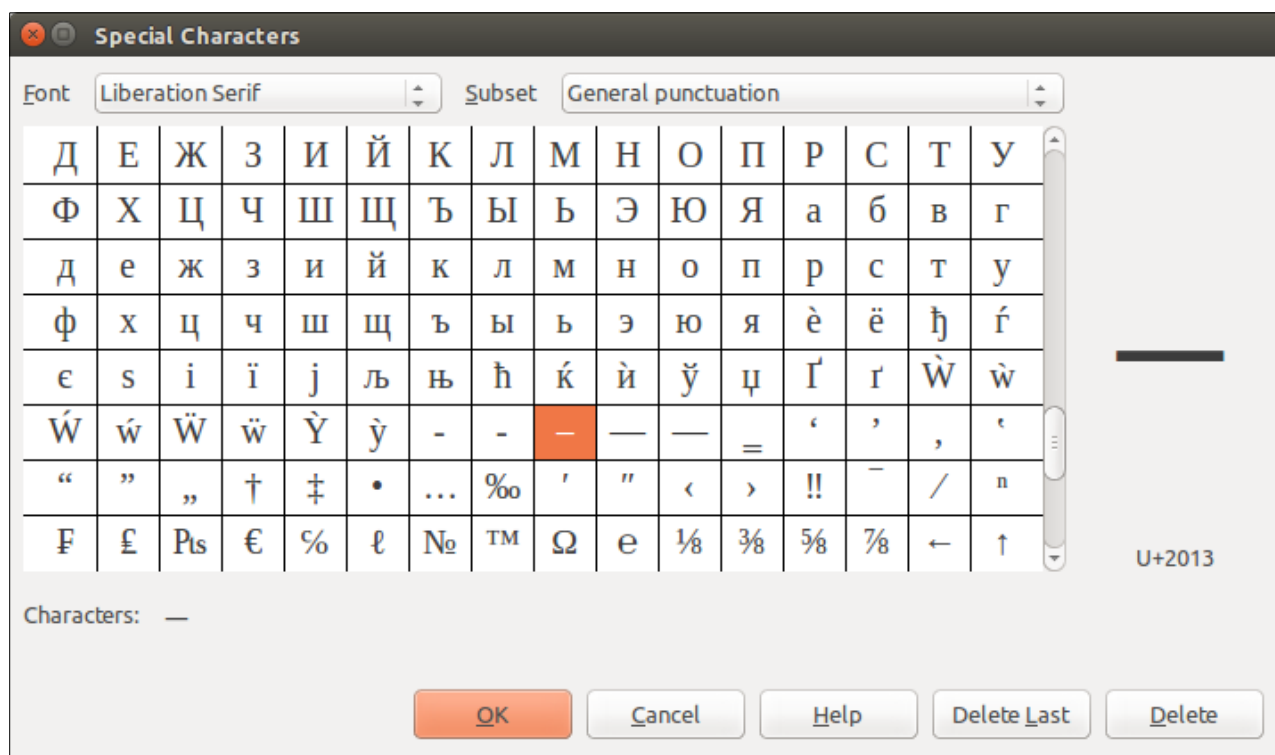 Special Characters
Font Liberation Serif Subset General punctuation
Д Е Ж З И Й К Л М Н О П Р С Т У
Ф Х Ц Ч Ш Щ Ъ Ы Ь Э Ю Я а б в г
д е ж з и й к л м н о п р с т у
ф х ц ч ш щ ъ ы ь э ю я ѐ ё ђ ѓ
є ѕ і ї ј љ њ ћ ќ ѝ ў џ Ґ ґ Ẁ ẁ
Ẃ ẃ Ẅ ẅ Ỳ ỳ ‐ ‑ – — ― ‗ ‘ ’ ‚ ‛
“ ” „ † ‡ • … ‰ ′ ″ ‹ › ‼ ‾ ⁄ ⁿ
₣ ₤ ₧ € ℅ ℓ № ™ Ω ℮ ⅛ ⅜ ⅝ ⅞ ← ↑
U+2013
Characters: –
OK Cancel Help Delete Last Delete